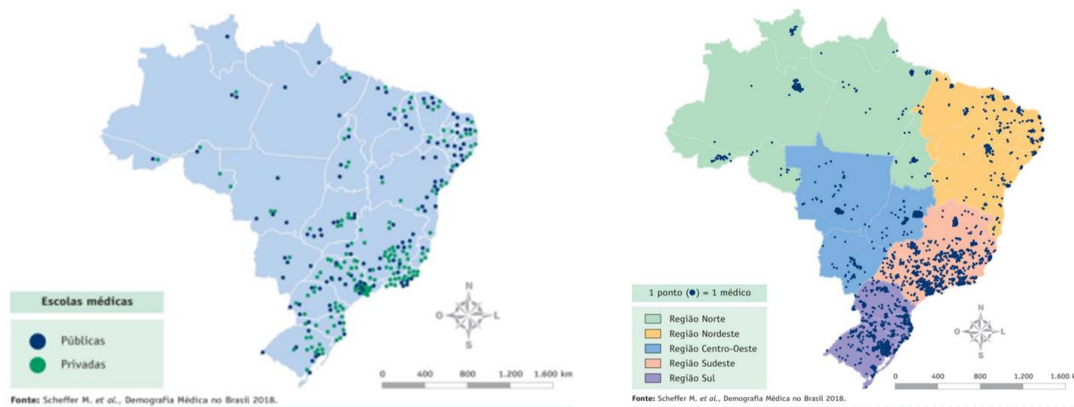 N
O
L
S
Escolas médicas
Públicas
Privadas
0 400 800 1.200 1.600 km
Fonte: Scheffer M. et al., Demografia Médica no Brasil 2018.
N
O
L
S
1 ponto (●) = 1 médico
Região Norte
Região Nordeste
Região Centro-Oeste
Região Sudeste
Região Sul
0 400 800 1.200 1.600 km
Fonte: Scheffer M. et al., Demografia Médica no Brasil 2018.